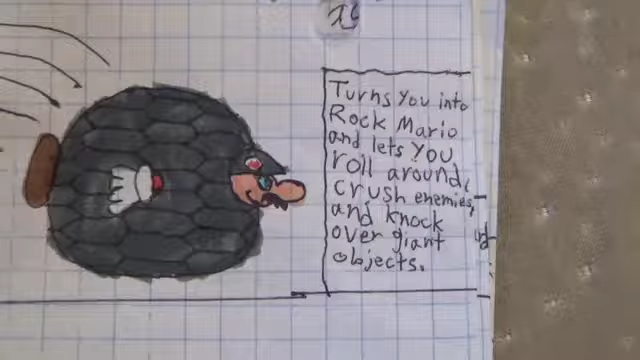 Turns You into
Rock Mario
and lets YOU
roll around,
crush enemies,
and knock
over giant
objects.